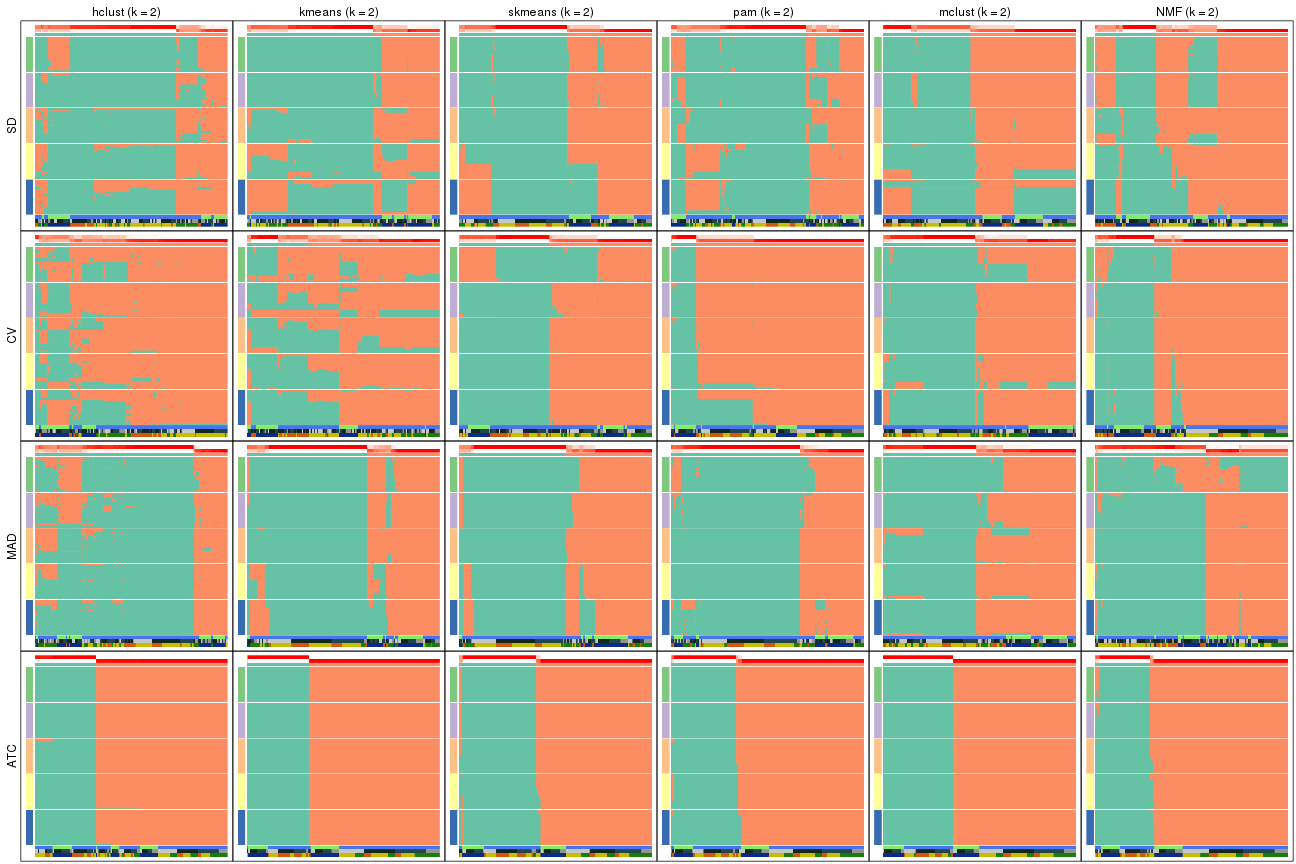 hclust (k = 2) kmeans (k = 2) skmeans (k = 2) pam (k = 2) mclust (k = 2) NMF (k = 2)
SD
CV
MAD
ATC